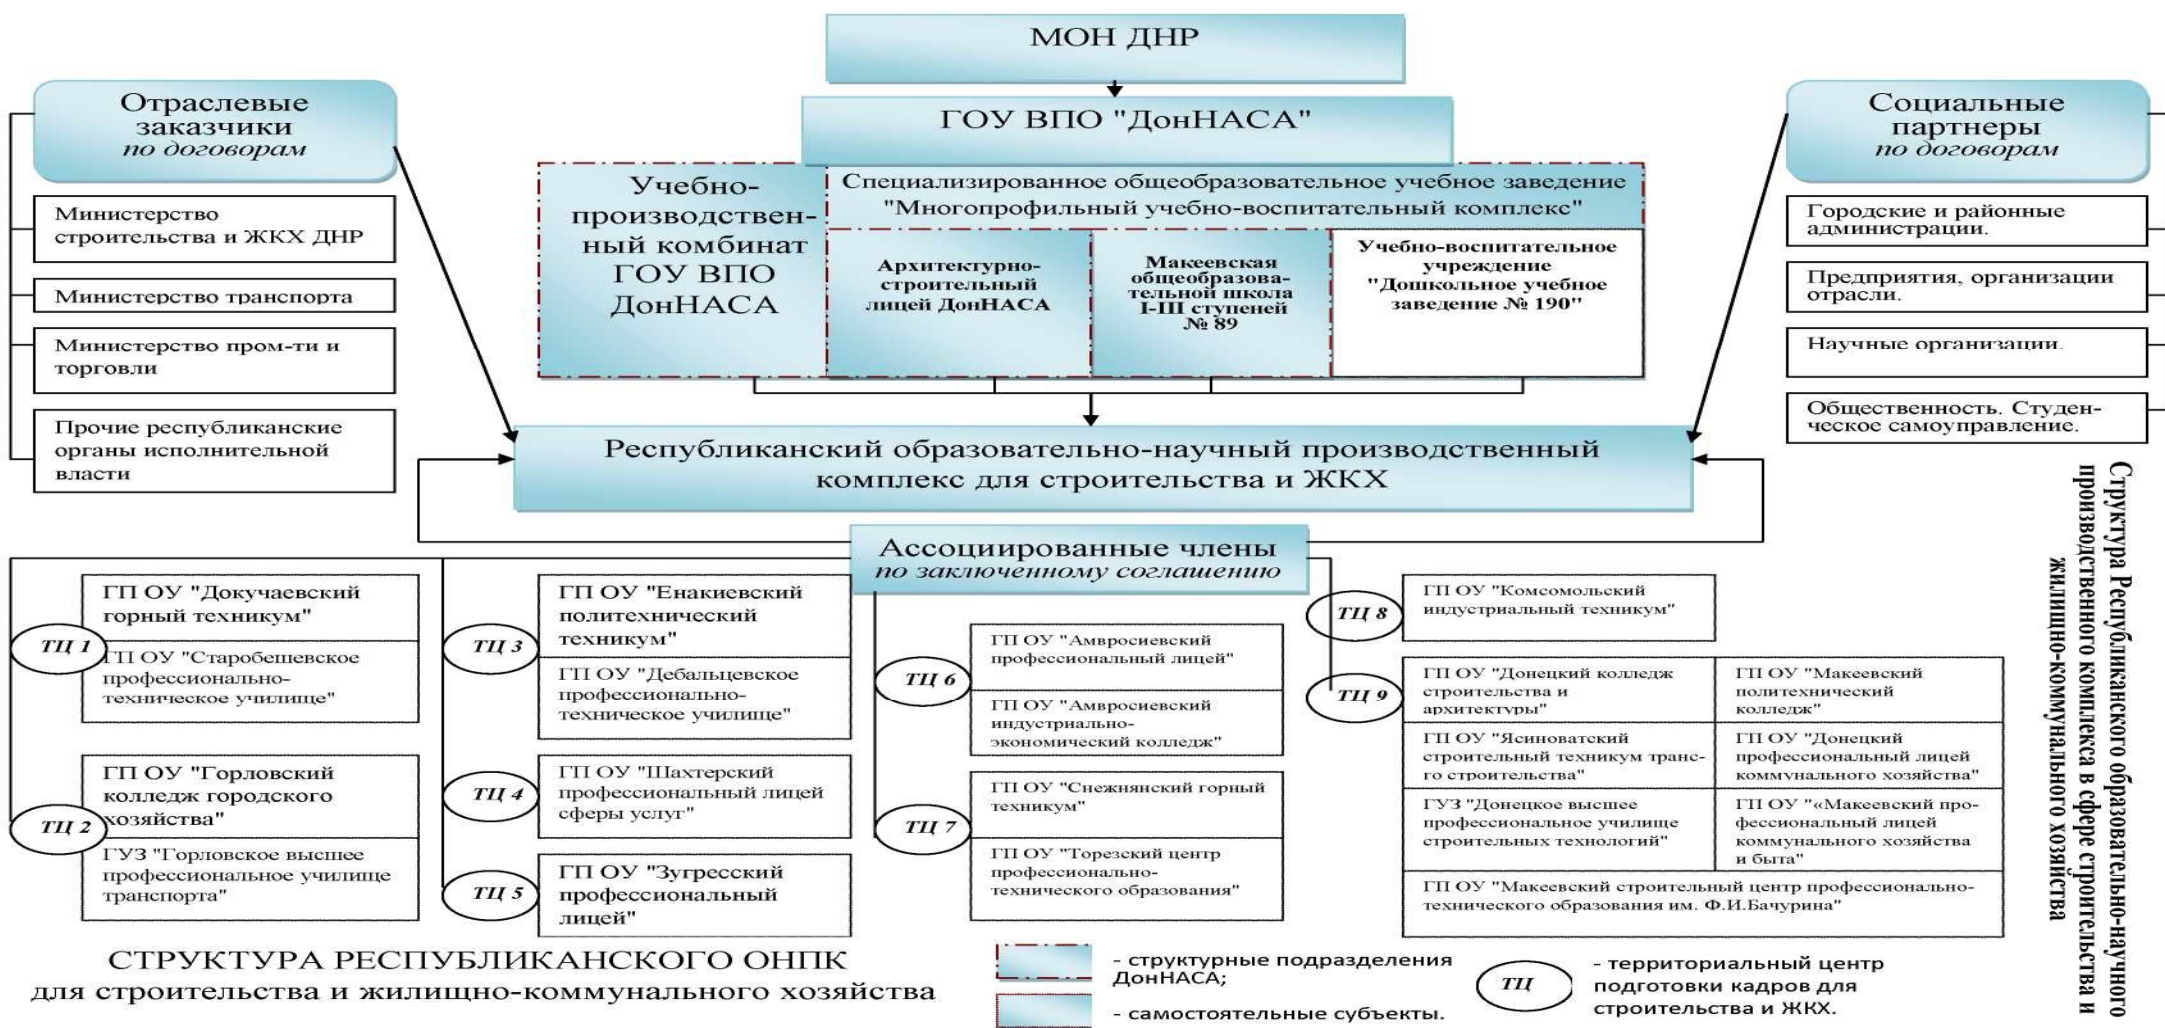 МОН ДНР
ГОУ ВПО "ДонНАСА"
Отраслевые
заказчики
по договорам
Министерство
строительства и ЖКХ ДНР
Министерство транспорта
Министерство пром-ти и
торговли
Прочие республиканские
органы исполнительной
власти
Учебно-
производствен-
ный комбинат
ГОУ ВПО
ДонНАСА
Специализированное общеобразовательное учебное заведение
"Многопрофильный учебно-воспитательный комплекс"
Архитектурно-
строительный
лицей ДонНАСА
Макеевская
общеобразова-
тельной школа
I-III ступеней
№ 89
Учебно-воспитательное
учреждение
"Дошкольное учебное
заведение № 190"
Социальные
партнеры
по договорам
Городские и районные
администрации.
Предприятия, организации
отрасли.
Научные организации.
Общественность. Студен-
ческое самоуправление.
Республиканский образовательно-научный производственный
комплекс для строительства и ЖКХ
Ассоциированные члены
по заключенному соглашению
ТЦ 1
ГП ОУ "Докучаевский
горный техникум"
ГП ОУ "Старобешевское
профессионально-
техническое училище"
ТЦ 2
ГП ОУ "Горловский
колледж городского
хозяйства"
ГУЗ "Горловское высшее
профессиональное училище
транспорта"
ТЦ 3
ГП ОУ "Енакиевский
политехнический
техникум"
ГП ОУ "Дебальцевское
профессионально-
техническое училище"
ТЦ 4
ГП ОУ "Шахтерский
профессиональный лицей
сферы услуг"
ТЦ 5
ГП ОУ "Зугресский
профессиональный
лицей"
ТЦ 6
ГП ОУ "Амвросиевский
профессиональный лицей"
ГП ОУ "Амвросиевский
индустриально-
экономический колледж"
ТЦ 7
ГП ОУ "Снежнянский горный
техникум"
ГП ОУ "Торезский центр
профессионально-
технического образования"
ТЦ 8
ГП ОУ "Комсомольский
индустриальный техникум"
ТЦ 9
ГП ОУ "Донецкий колледж
строительства и
архитектуры"
ГП ОУ "Макеевский
политехнический
колледж"
ГП ОУ "Ясиноватский
строительный техникум транс-
го строительства"
ГП ОУ "Донецкий
профессиональный лицей
коммунального хозяйства"
ГУЗ "Донецкое высшее
профессиональное училище
строительных технологий"
ГП ОУ "«Макеевский про-
фессиональный лицей
коммунального хозяйства
и быта"
ГП ОУ "Макеевский строительный центр профессионально-
технического образования им. Ф.И.Бачурина"
Структура Республиканского образовательно-научного
производственного комплекса в сфере строительства и
жилищно-коммунального хозяйства
СТРУКТУРА РЕСПУБЛИКАНСКОГО ОНПК
для строительства и жилищно-коммунального хозяйства
- структурные подразделения
ДонНАСА;
- самостоятельные субъекты.
ТЦ
- территориальный центр
подготовки кадров для
строительства и ЖКХ.